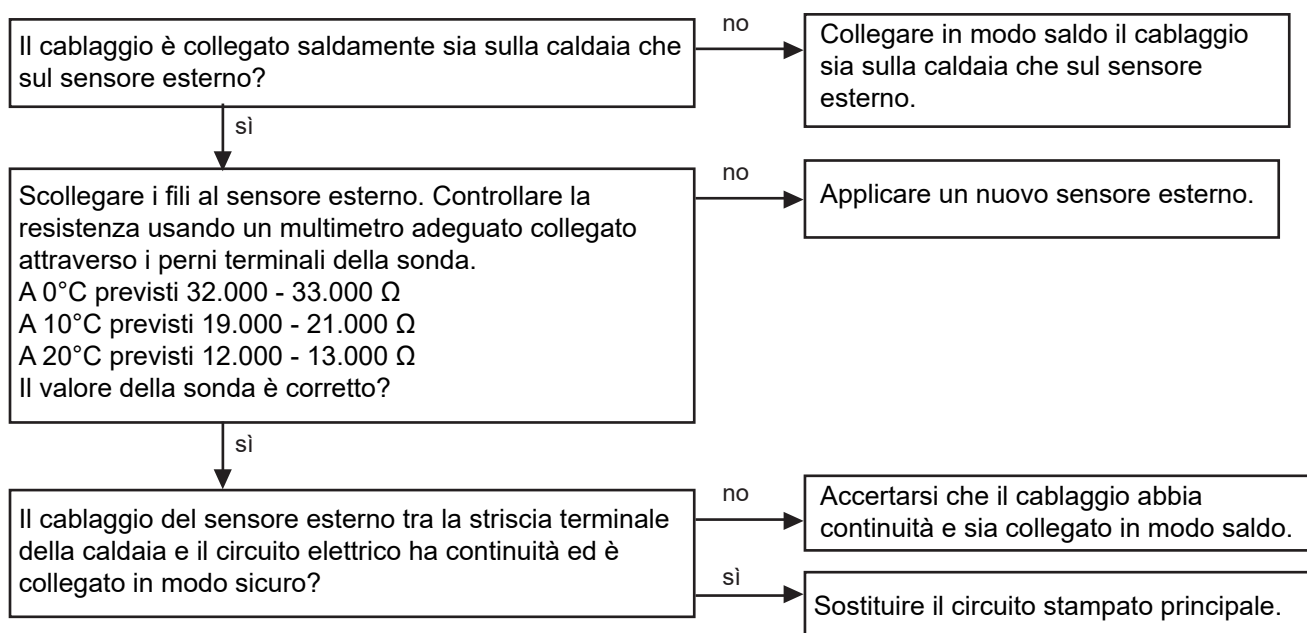 Il cablaggio è collegato saldamente sia sulla caldaia che
sul sensore esterno?
no
Collegare in modo saldo il cablaggio
sia sulla caldaia che sul sensore
esterno.
sì
Scollegare i fili al sensore esterno. Controllare la
resistenza usando un multimetro adeguato collegato
attraverso i perni terminali della sonda.
A 0°C previsti 32.000 - 33.000 Ω
A 10°C previsti 19.000 - 21.000 Ω
A 20°C previsti 12.000 - 13.000 Ω
Il valore della sonda è corretto?
no
Applicare un nuovo sensore esterno.
sì
Il cablaggio del sensore esterno tra la striscia terminale
della caldaia e il circuito elettrico ha continuità ed è
collegato in modo sicuro?
no
Accertarsi che il cablaggio abbia
continuità e sia collegato in modo saldo.
sì
Sostituire il circuito stampato principale.